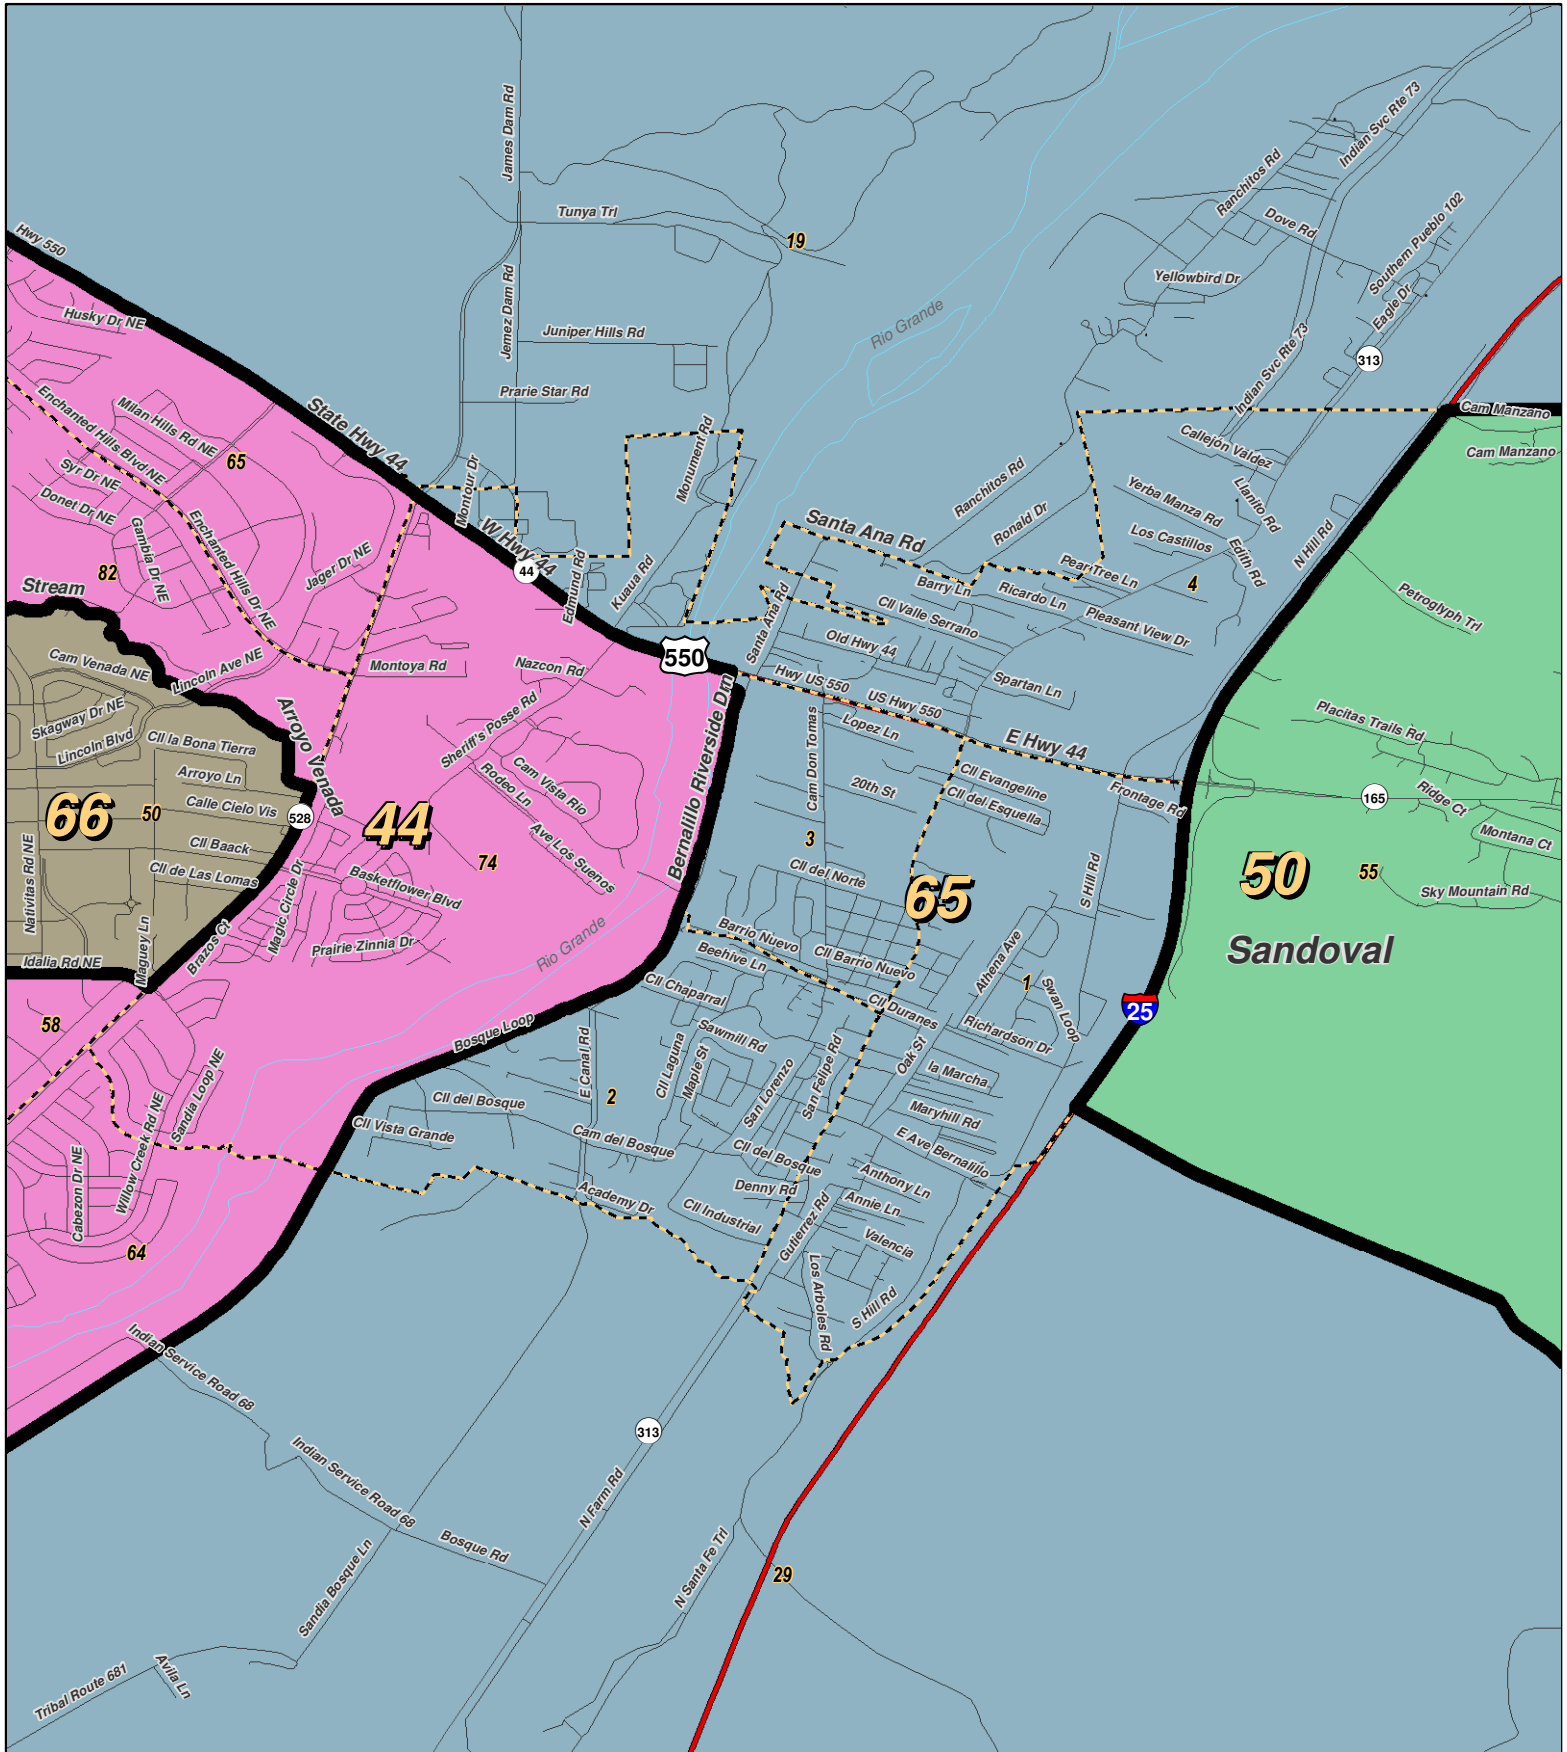 James Dam Rd
Indian Svc Rte 73
Ranchitos Rd
Tunya Trl
19
Dove Rd
Southern Pueblo 102
Hwy 550
Yellowbird Dr
Eagle Dr
Husky Dr NE
Jemez Dam Rd
Juniper Hills Rd
Rio Grande
Indian Svc Rte 73
313
Prarie Star Rd
Enchanted Hills Blvd NE
Milan Hills Rd NE
State Hwy 44
Cam Manzano
Cam Manzano
65
Monument Rd
Callejón Valdez
Syr Dr NE
Montour Dr
Ranchitos Rd
Yerba Manza Rd
Llanito Rd
Donet Dr NE
Gambia Dr NE
Enchanted Hills Dr NE
W Hwy 44
Santa Ana Rd
Ronald Dr
Los Castillos
N Hill Rd
82
Jager Dr NE
44
Edmund Rd
Kuaua Rd
Pear Tree Ln
Edith Rd
4
Stream
Barry Ln
Ricardo Ln
Petroglyph Trl
Cll Valle Serrano
Pleasant View Dr
Santa Ana Rd
Old Hwy 44
Cam Venada NE
Lincoln Ave NE
Montoya Rd
Nazcon Rd
550
Hwy US 550
Spartan Ln
Skagway Dr NE
Arroyo Venada
Sheriff's Posse Rd
Bernalillo Riverside Drn
US Hwy 550
Placitas Trails Rd
Lincoln Blvd
Cll la Bona Tierra
Lopez Ln
E Hwy 44
Arroyo Ln
Rodeo Ln
Cam Vista Rio
Cam Don Tomas
20th St
Cll Evangeline
Cll del Esquella
Frontage Rd
165
Ridge Ct
66
50
Calle Cielo Vis
528
44
3
Montana Ct
Cll Baack
74
Ave Los Suenos
Cll del Norte
65
50
55
Nativitas Rd NE
Cll de Las Lomas
Basketflower Blvd
S Hill Rd
Sky Mountain Rd
Magic Circle Dr
Prairie Zinnia Dr
Rio Grande
Barrio Nuevo
Cll Barrio Nuevo
Athena Ave
Sandoval
Idalia Rd NE
Maguey Ln
Brazos Ct
Beehive Ln
1
Swan Loop
Cll Chaparral
Cll Duranes
25
58
Bosque Loop
Sawmill Rd
Richardson Dr
Sandia Loop NE
E Canal Rd
Cll Laguna
Maple St
San Lorenzo
San Felipe Rd
Oak St
la Marcha
2
Cll del Bosque
Maryhill Rd
Willow Creek Rd NE
Cll Vista Grande
Cam del Bosque
Cll del Bosque
E Ave Bernalillo
Cabezon Dr NE
Denny Rd
Anthony Ln
Academy Dr
Cll Industrial
Gutierrez Rd
Annie Ln
Valencia
64
Los Arboles Rd
S Hill Rd
Indian Service Road 68
313
Indian Service Road 68
N Farm Rd
Bosque Rd
N Santa Fe Trl
29
Sandia Bosque Ln
Tribal Route 681
Avila Ln